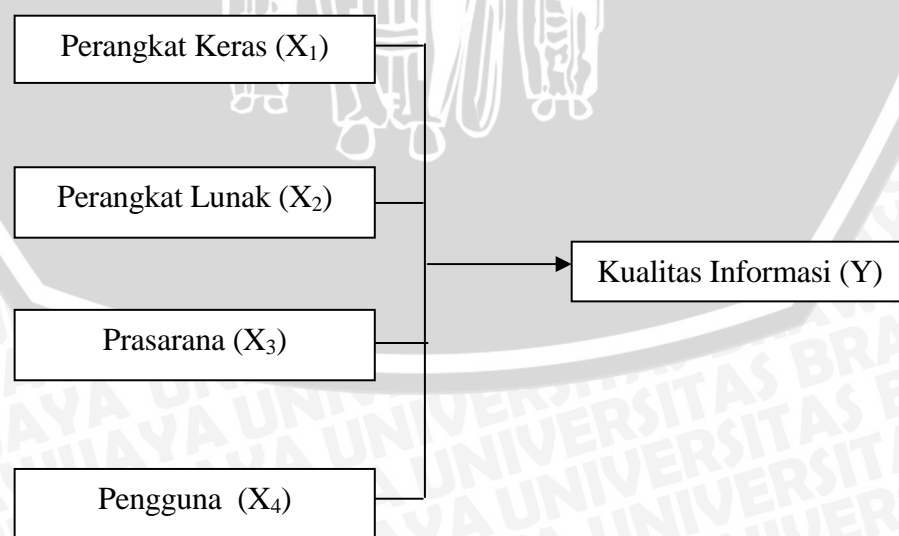 Perangkat Keras (X₁)
Perangkat Lunak (X₂)
Kualitas Informasi (Y)
Prasarana (X₃)
Pengguna (X₄)